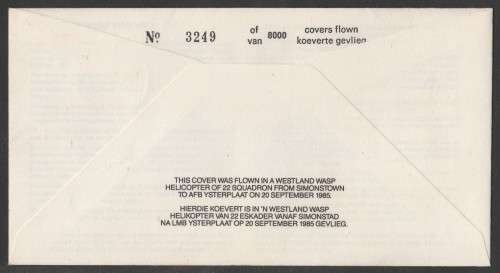 No 3249 of 8000 covers flown
van koeverte gevlieg
THIS COVER WAS FLOWN IN A WESTLAND WASP
HELICOPTER OF 22 SQUADRON FROM SIMONSTOWN
TO AFB YSTERPLAAT ON 20 SEPTEMBER 1985.
HIERDIE KOEVERT IS IN 'N WESTLAND WASP
HELIKOPTER VAN 22 ESKADER VANAF SIMONSTAD
NA LMB YSTERPLAAT OP 20 SEPTEMBER 1985 GEVLIEG.